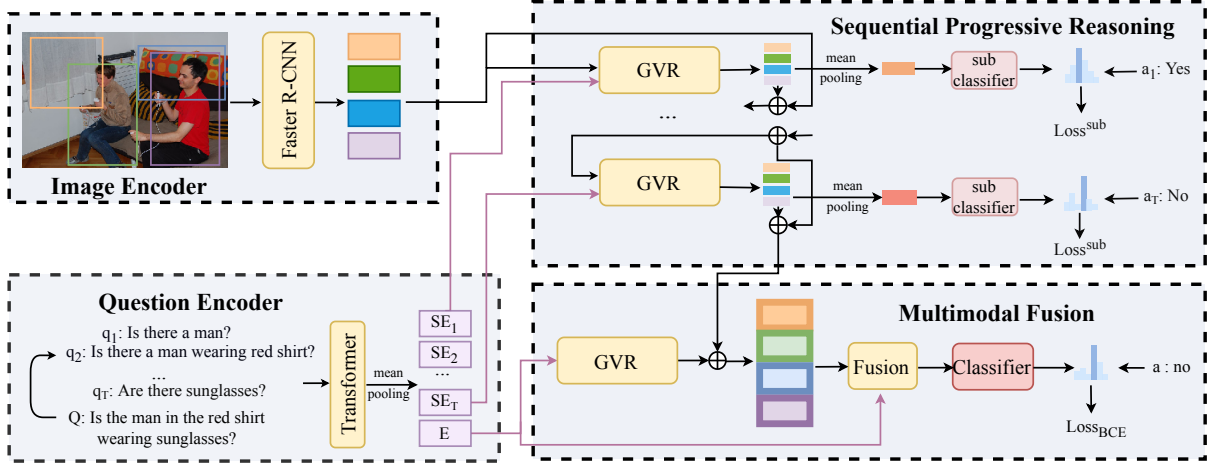 Faster R-CNN
Image Encoder
Sequential Progressive Reasoning
GVR
mean
pooling
sub
classifier
a1: Yes
Loss^sub
...
GVR
mean
pooling
sub
classifier
aT: No
Loss^sub
Question Encoder
q1: Is there a man?
q2: Is there a man wearing red shirt?
...
qT: Are there sunglasses?
Q: Is the man in the red shirt
wearing sunglasses?
Transformer
mean
pooling
SE1
SE2
...
SET
E
Multimodal Fusion
GVR
Fusion
Classifier
a : no
LossBCE